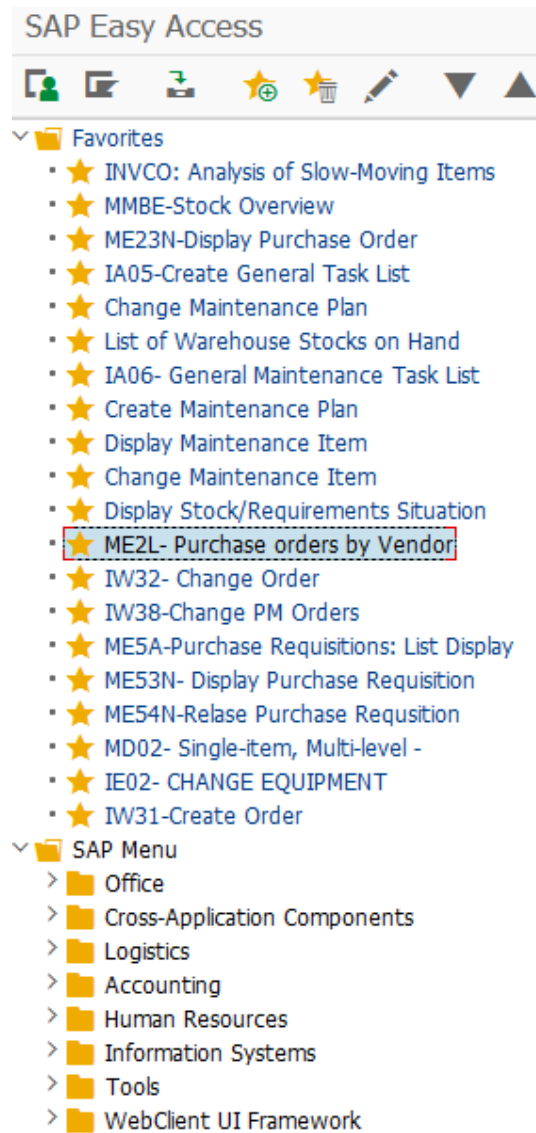 SAP Easy Access
Favorites
INVCO: Analysis of Slow-Moving Items
MMBE-Stock Overview
ME23N-Display Purchase Order
IA05-Create General Task List
Change Maintenance Plan
List of Warehouse Stocks on Hand
IA06- General Maintenance Task List
Create Maintenance Plan
Display Maintenance Item
Change Maintenance Item
Display Stock/Requirements Situation
ME2L- Purchase orders by Vendor
IW32- Change Order
IW38-Change PM Orders
ME5A-Purchase Requisitions: List Display
ME53N- Display Purchase Requisition
ME54N-Relase Purchase Requsition
MD02- Single-item, Multi-level -
IE02- CHANGE EQUIPMENT
IW31-Create Order
SAP Menu
Office
Cross-Application Components
Logistics
Accounting
Human Resources
Information Systems
Tools
WebClient UI Framework